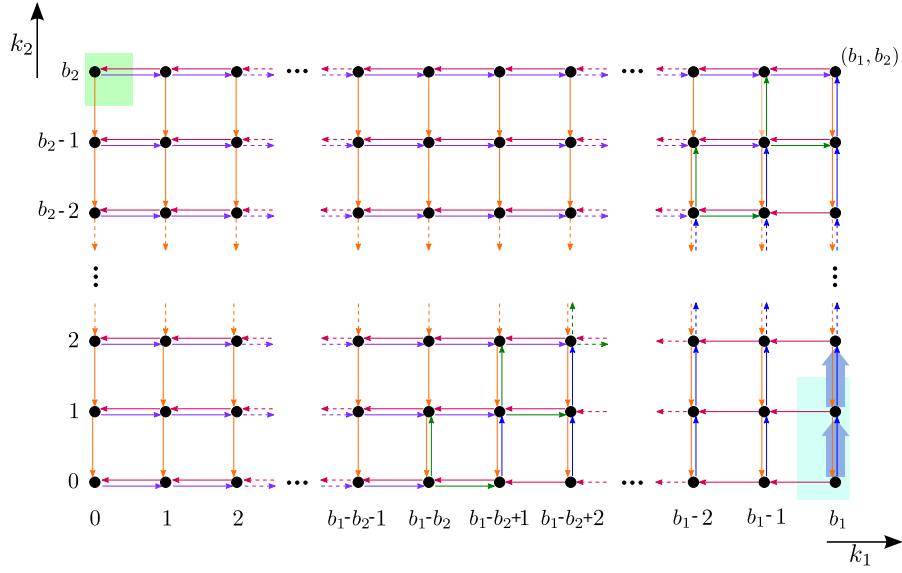 k₂
b₂ ... ... (b₁, b₂)
b₂-1
b₂-2
⋮ ⋮
2
1
0 ... ...
0 1 2 b₁-b₂-1 b₁-b₂ b₁-b₂+1 b₁-b₂+2 b₁-2 b₁-1 b₁
k₁